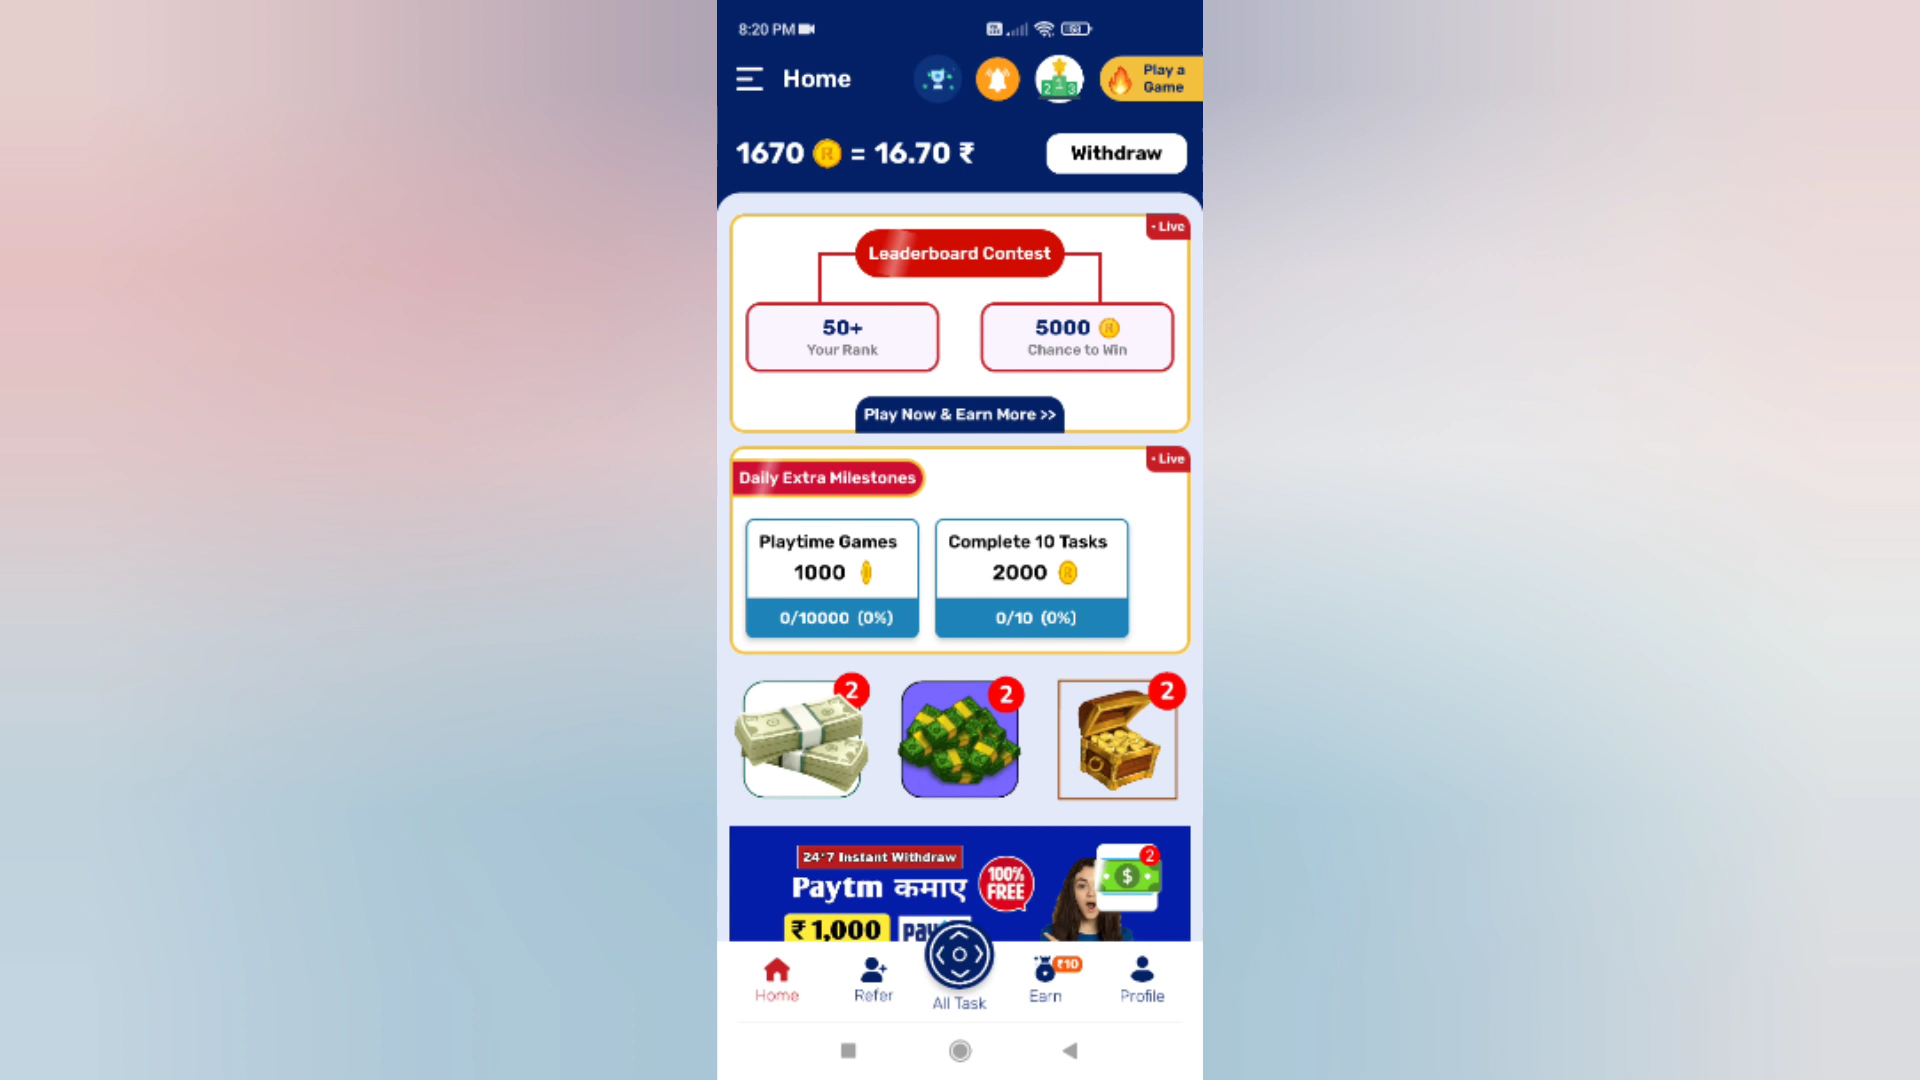 8:20 PM
Home
Play a
Game
1670 R = 16.70 ₹
Withdraw
• Live
Leaderboard Contest
50+
Your Rank
5000 R
Chance to Win
Play Now & Earn More >>
• Live
Daily Extra Milestones
Playtime Games
1000
0/10000 (0%)
Complete 10 Tasks
2000 R
0/10 (0%)
2
2
2
24*7 Instant Withdraw
Paytm कमाए
100%
FREE
2
$
₹ 1,000
pay
Home
Refer
All Task
₹10
Earn
Profile